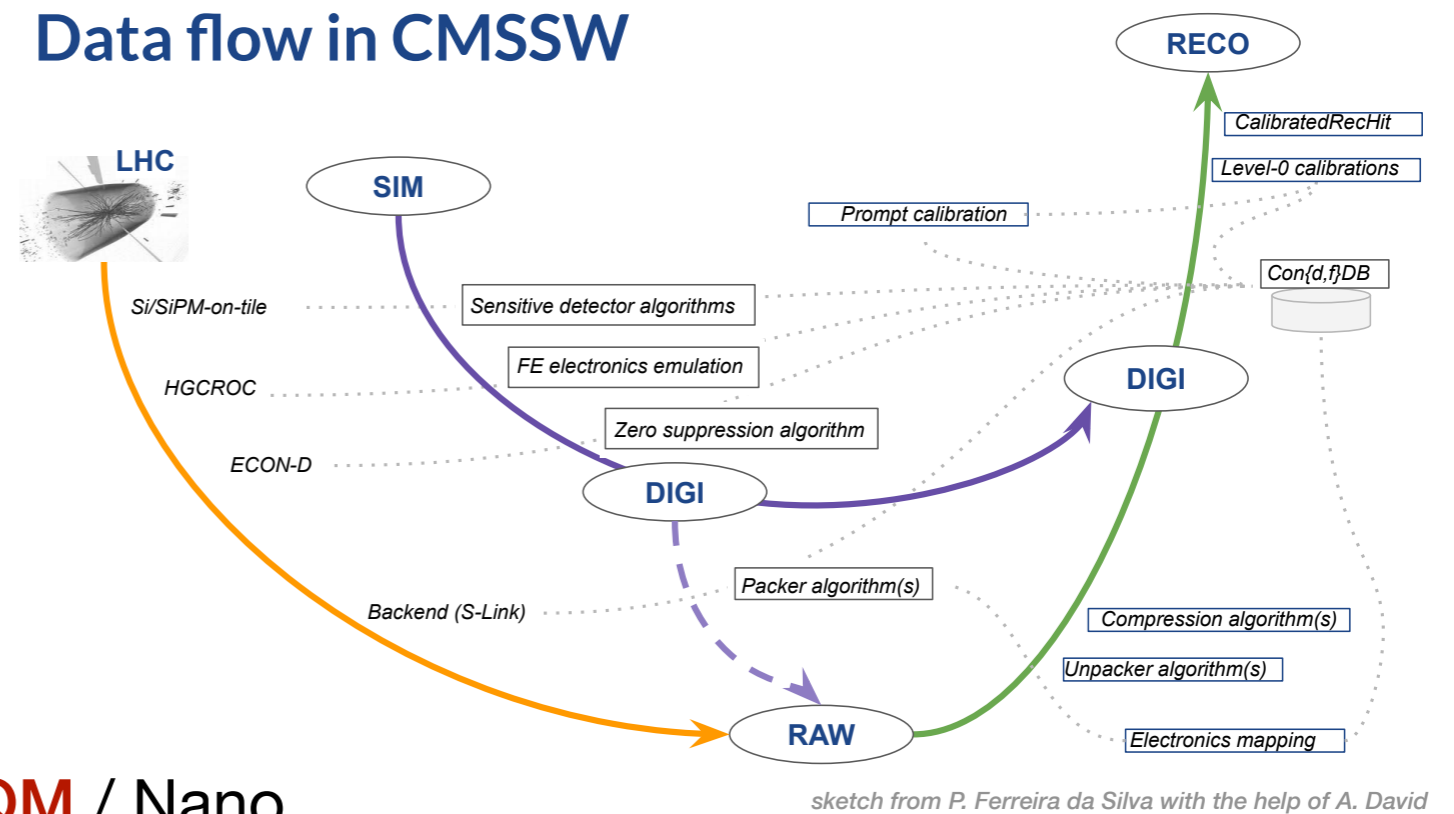 Data flow in CMSSW
RECO
CalibratedRecHit
LHC
SIM
Level-0 calibrations
Prompt calibration
Con{d,f}DB
Si/SiPM-on-tile
Sensitive detector algorithms
FE electronics emulation
HGCROC
DIGI
Zero suppression algorithm
ECON-D
DIGI
Packer algorithm(s)
Backend (S-Link)
Compression algorithm(s)
Unpacker algorithm(s)
RAW
Electronics mapping
/ Nano
sketch from P. Ferreira da Silva with the help of A. David